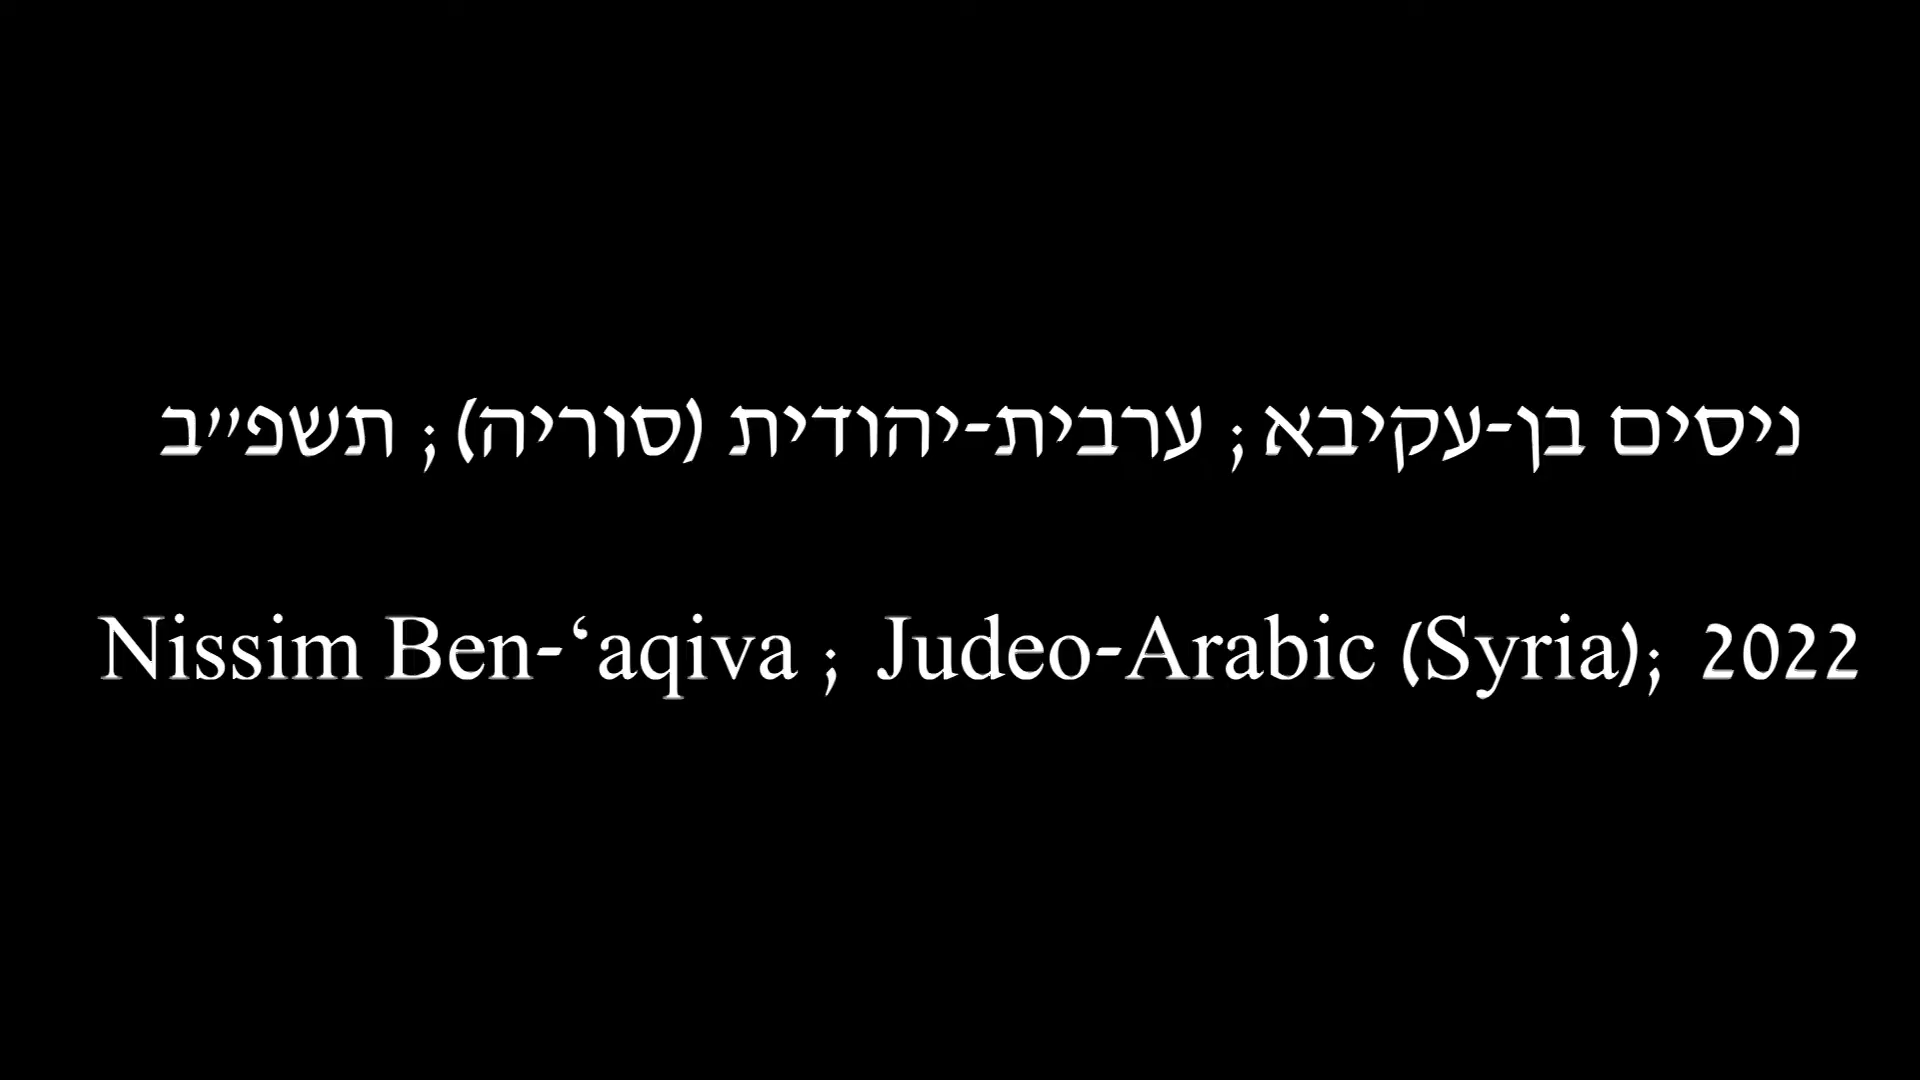 ניסים בן-עקיבא ; ערבית-יהודית (סוריה) ; תשפ״ב
Nissim Ben-‘aqiva ; Judeo-Arabic (Syria); 2022